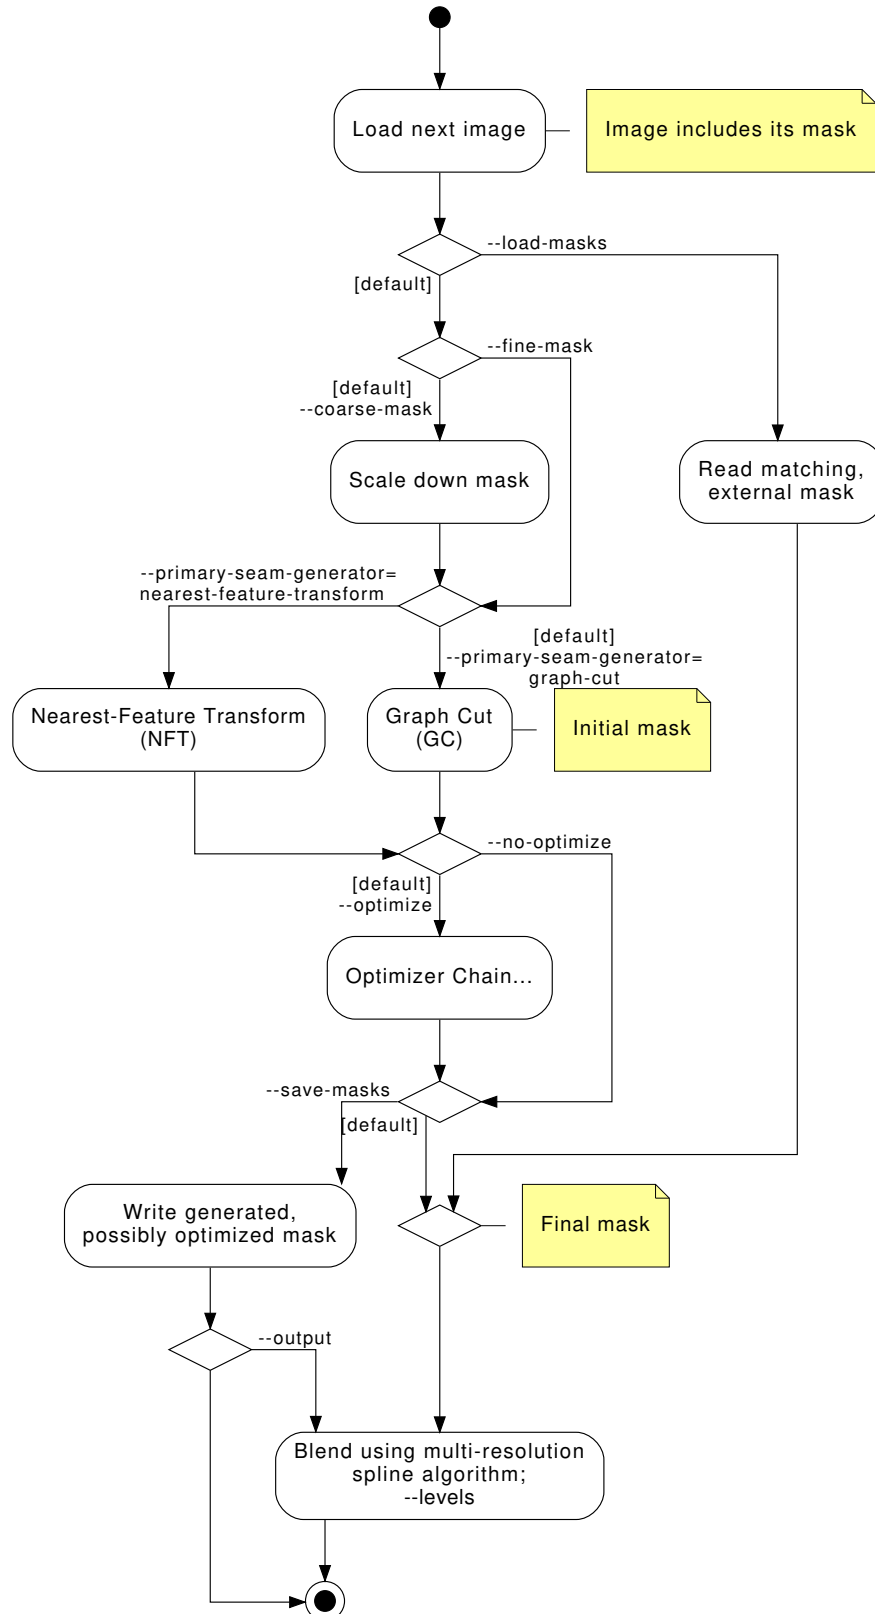 Load next image
Image includes its mask
--load-masks
[default]
--fine-mask
[default]
--coarse-mask
Scale down mask
Read matching,
external mask
--primary-seam-generator=
nearest-feature-transform
[default]
--primary-seam-generator=
graph-cut
Nearest-Feature Transform
(NFT)
Graph Cut
(GC)
Initial mask
--no-optimize
[default]
--optimize
Optimizer Chain...
--save-masks
[default]
Write generated,
possibly optimized mask
Final mask
--output
Blend using multi-resolution
spline algorithm;
--levels